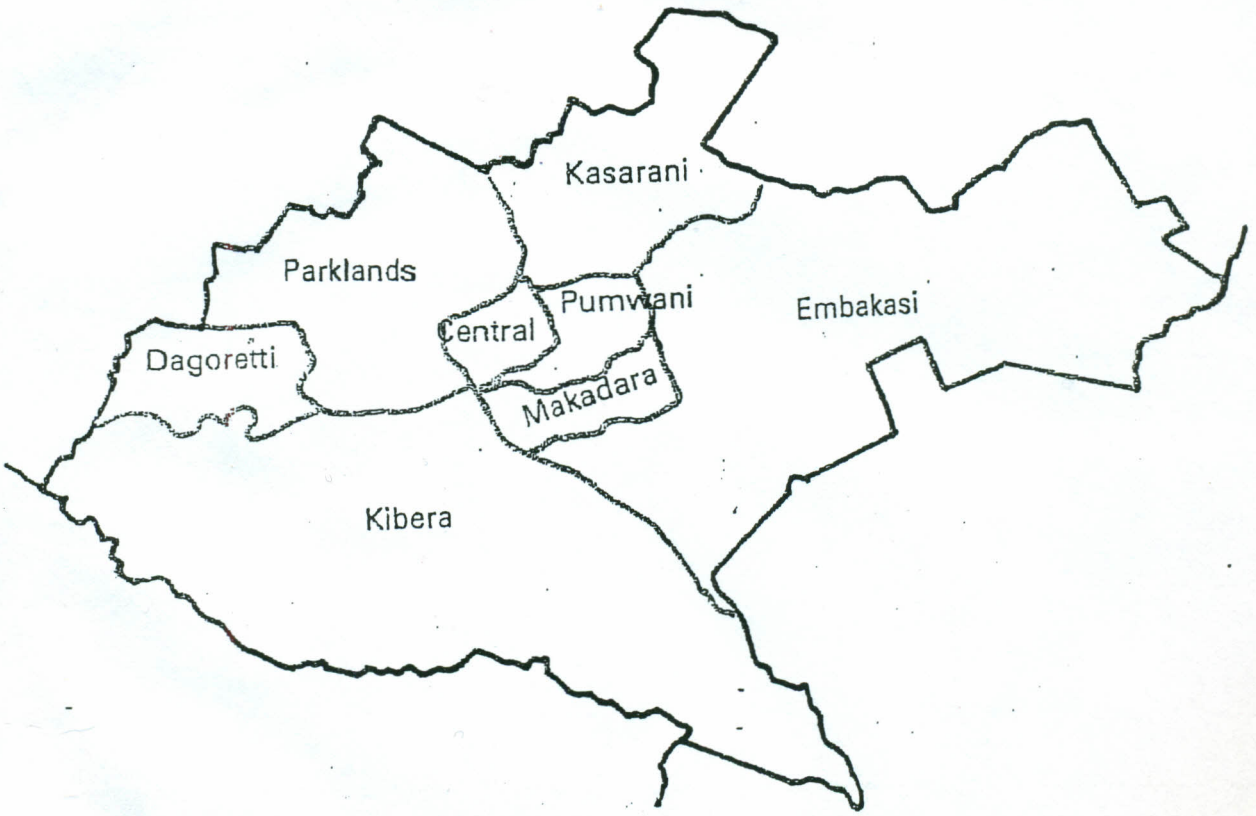 Kasarani
Parklands
Pumwani
Embakasi
Central
Dagoretti
Makadara
Kibera